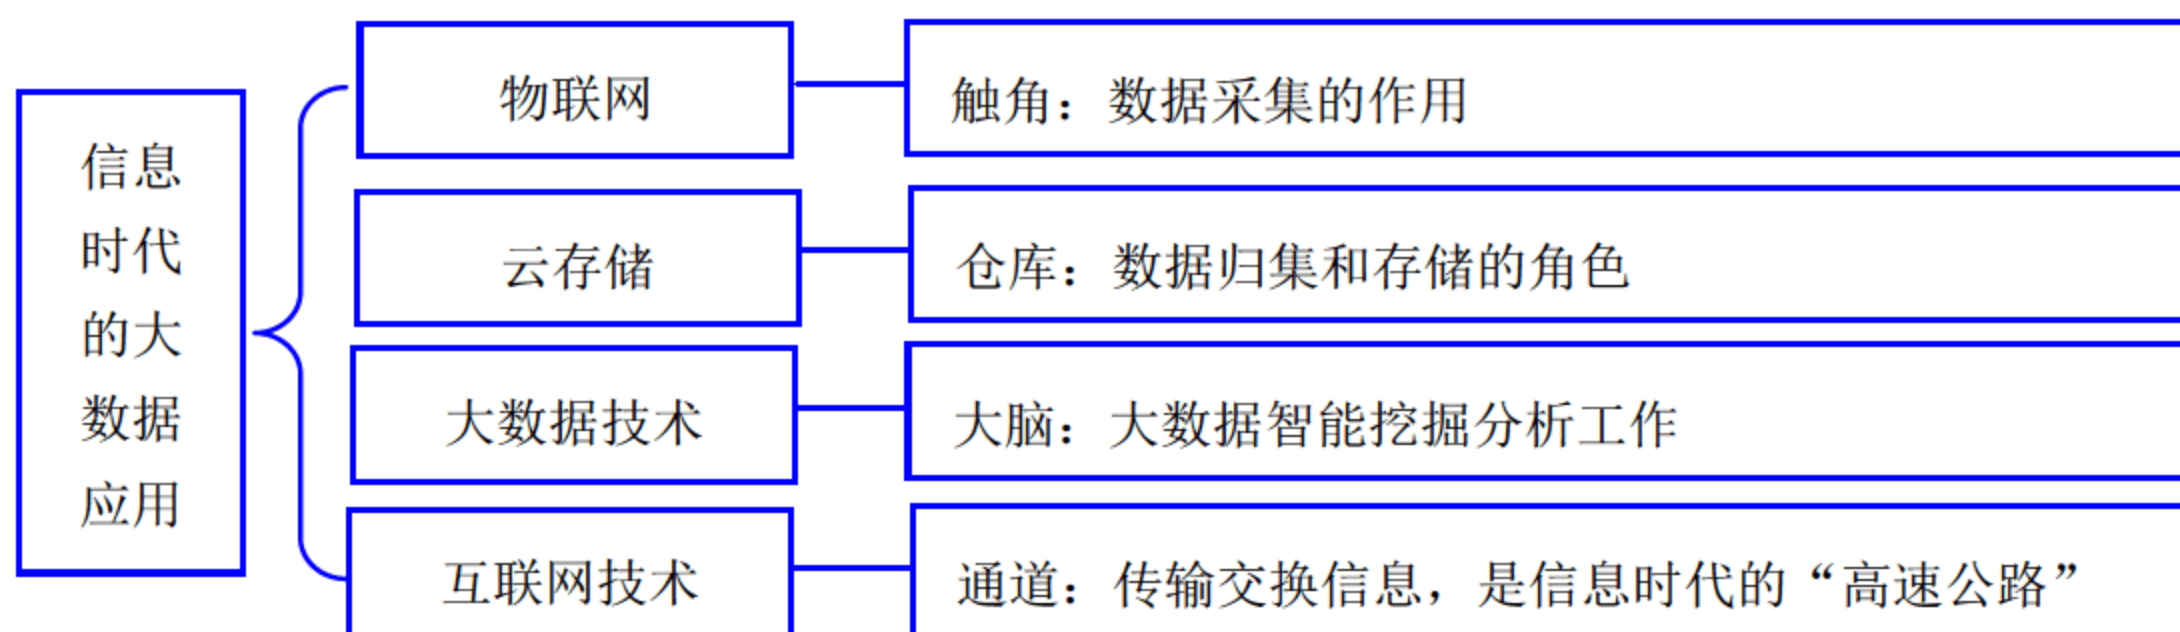 信息
时代
的大
数据
应用
物联网
触角：数据采集的作用
云存储
仓库：数据归集和存储的角色
大数据技术
大脑：大数据智能挖掘分析工作
互联网技术
通道：传输交换信息，是信息时代的“高速公路”